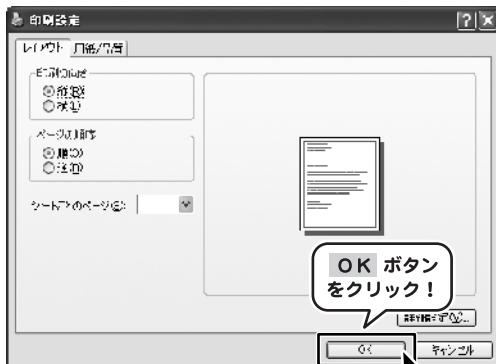 印刷設定
レイアウト 用紙/品質
印刷の向き
縦(R)
横(L)
ページの順序
順(O)
逆(D)
シートごとのページ(E):
OK ボタン
をクリック！
詳細設定(V)...
OK キャンセル